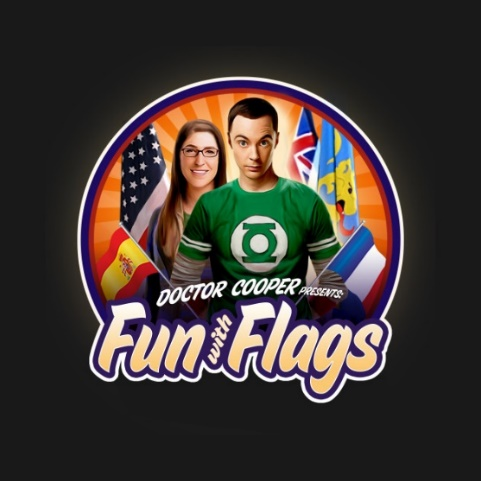 DOCTOR COOPER PRESENTS:
Fun with Flags